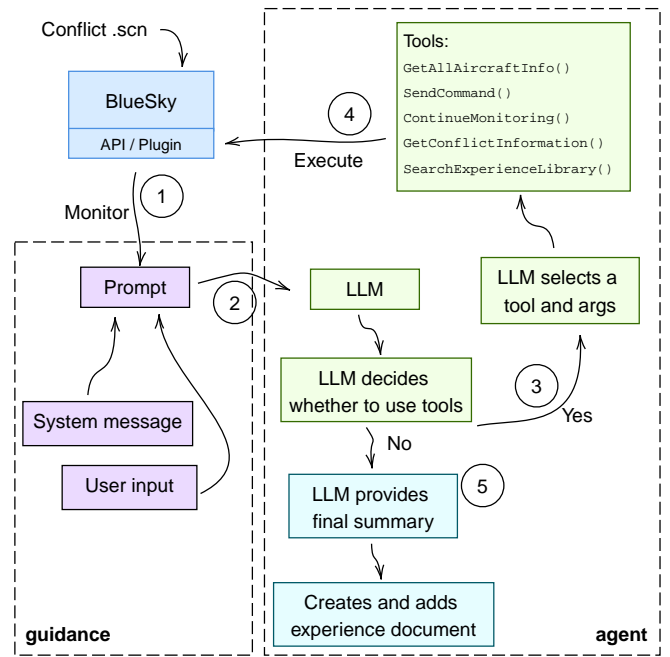 Conflict .scn
BlueSky
API / Plugin
1
Monitor
Prompt
2
System message
User input
guidance
Tools:
GetAllAircraftInfo()
SendCommand()
ContinueMonitoring()
GetConflictInformation()
SearchExperienceLibrary()
4
Execute
LLM
LLM selects a
tool and args
LLM decides
whether to use tools
3
Yes
No
5
LLM provides
final summary
Creates and adds
experience document
agent